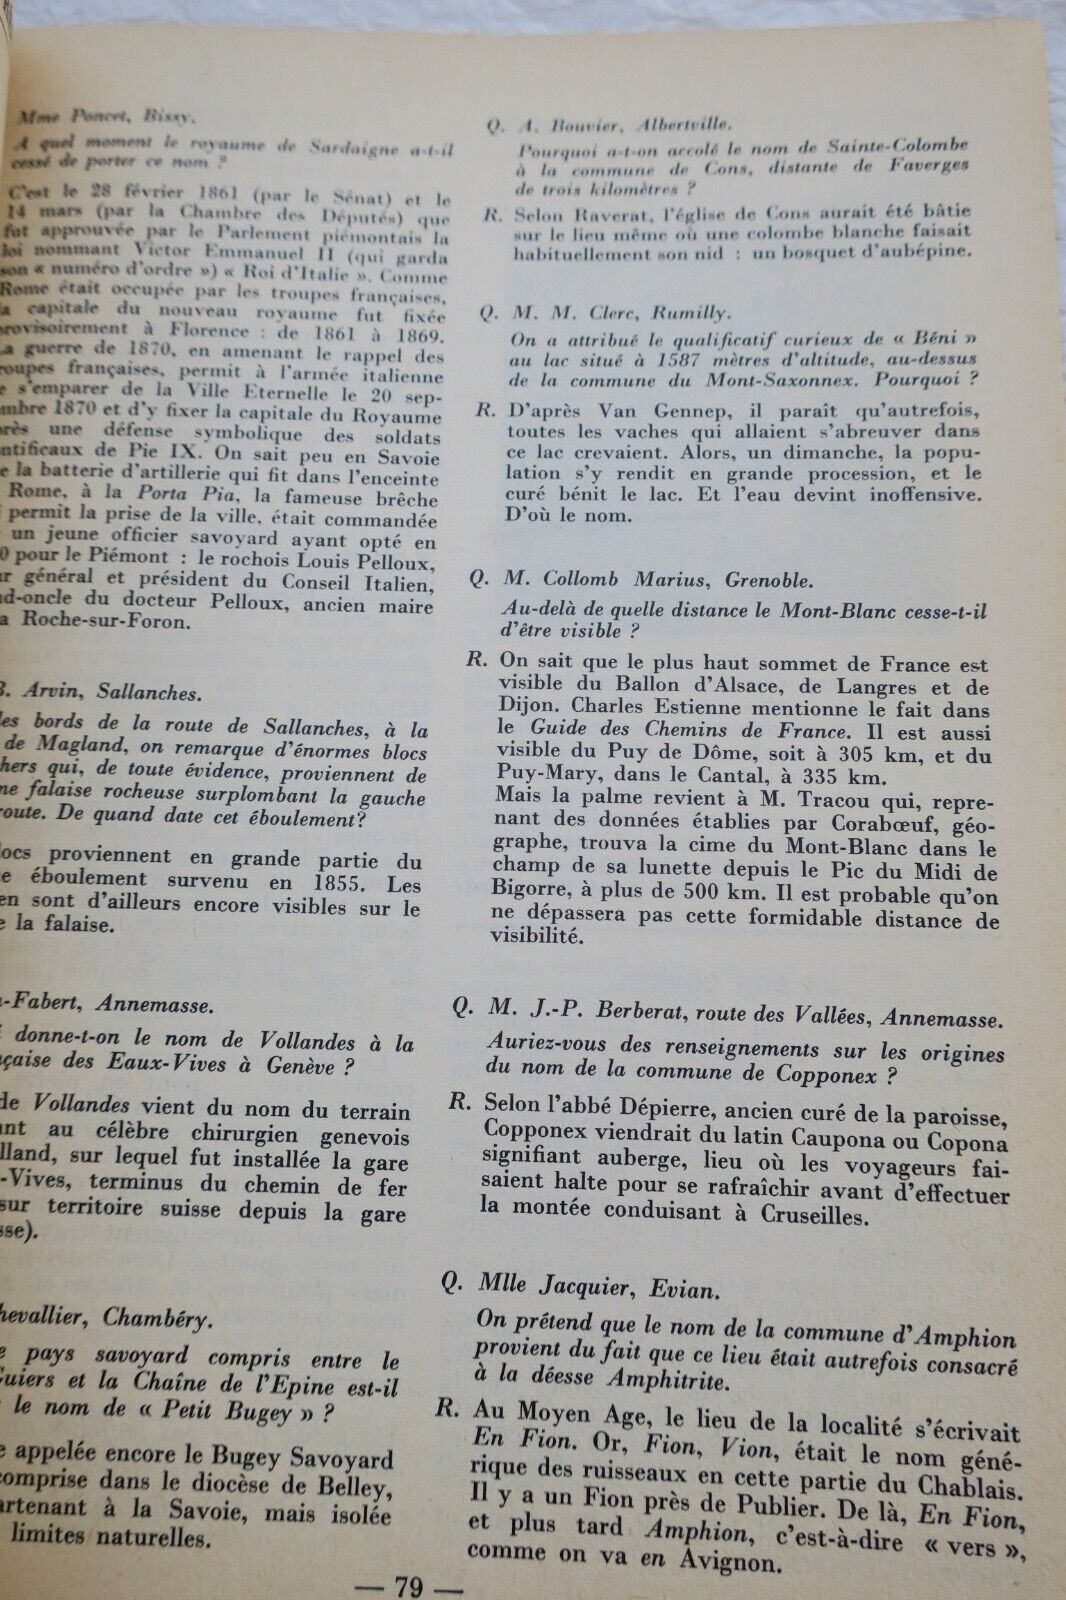 Mme Poncet, Bissy.
A quel moment le royaume de Sardaigne a-t-il
cessé de porter ce nom ?
C'est le 28 février 1861 (par le Sénat) et le
14 mars (par la Chambre des Députés) que
fut approuvée par le Parlement piémontais la
loi nommant Victor Emmanuel II (qui garda
son « numéro d'ordre ») « Roi d'Italie ». Comme
Rome était occupée par les troupes françaises,
la capitale du nouveau royaume fut fixée
provisoirement à Florence : de 1861 à 1869.
La guerre de 1870, en amenant le rappel des
roupes françaises, permit à l'armée italienne
e s'emparer de la Ville Eternelle le 20 sep-
mbre 1870 et d'y fixer la capitale du Royaume
rès une défense symbolique des soldats
ntificaux de Pie IX. On sait peu en Savoie
e la batterie d'artillerie qui fit dans l'enceinte
Rome, à la Porta Pia, la fameuse brêche
permit la prise de la ville, était commandée
un jeune officier savoyard ayant opté en
0 pour le Piémont : le rochois Louis Pelloux,
ur général et président du Conseil Italien,
nd-oncle du docteur Pelloux, ancien maire
a Roche-sur-Foron.
B. Arvin, Sallanches.
les bords de la route de Sallanches, à la
de Magland, on remarque d'énormes blocs
hers qui, de toute évidence, proviennent de
ne falaise rocheuse surplombant la gauche
route. De quand date cet éboulement?
locs proviennent en grande partie du
e éboulement survenu en 1855. Les
en sont d'ailleurs encore visibles sur le
e la falaise.
-Fabert, Annemasse.
donne-t-on le nom de Vollandes à la
nçaise des Eaux-Vives à Genève ?
de Vollandes vient du nom du terrain
ant au célèbre chirurgien genevois
lland, sur lequel fut installée la gare
-Vives, terminus du chemin de fer
sur territoire suisse depuis la gare
sse).
hevallier, Chambéry.
e pays savoyard compris entre le
Guiers et la Chaîne de l'Epine est-il
le nom de « Petit Bugey » ?
e appelée encore le Bugey Savoyard
comprise dans le diocèse de Belley,
artenant à la Savoie, mais isolée
limites naturelles.
Q. A. Bouvier, Albertville.
Pourquoi a-t-on accolé le nom de Sainte-Colombe
à la commune de Cons, distante de Faverges
de trois kilomètres ?
R. Selon Raverat, l'église de Cons aurait été bâtie
sur le lieu même où une colombe blanche faisait
habituellement son nid : un bosquet d'aubépine.
Q. M. M. Clerc, Rumilly.
On a attribué le qualificatif curieux de « Béni »
au lac situé à 1587 mètres d'altitude, au-dessus
de la commune du Mont-Saxonnex. Pourquoi ?
R. D'après Van Gennep, il paraît qu'autrefois,
toutes les vaches qui allaient s'abreuver dans
ce lac crevaient. Alors, un dimanche, la popu-
lation s'y rendit en grande procession, et le
curé bénit le lac. Et l'eau devint inoffensive.
D'où le nom.
Q. M. Collomb Marius, Grenoble.
Au-delà de quelle distance le Mont-Blanc cesse-t-il
d'être visible ?
R. On sait que le plus haut sommet de France est
visible du Ballon d'Alsace, de Langres et de
Dijon. Charles Estienne mentionne le fait dans
le Guide des Chemins de France. Il est aussi
visible du Puy de Dôme, soit à 305 km, et du
Puy-Mary, dans le Cantal, à 335 km.
Mais la palme revient à M. Tracou qui, repre-
nant des données établies par Corabœuf, géo-
graphe, trouva la cime du Mont-Blanc dans le
champ de sa lunette depuis le Pic du Midi de
Bigorre, à plus de 500 km. Il est probable qu'on
ne dépassera pas cette formidable distance de
visibilité.
Q. M. J.-P. Berberat, route des Vallées, Annemasse.
Auriez-vous des renseignements sur les origines
du nom de la commune de Copponex ?
R. Selon l'abbé Dépierre, ancien curé de la paroisse,
Copponex viendrait du latin Caupona ou Copona
signifiant auberge, lieu où les voyageurs fai-
saient halte pour se rafraîchir avant d'effectuer
la montée conduisant à Cruseilles.
Q. Mlle Jacquier, Evian.
On prétend que le nom de la commune d'Amphion
provient du fait que ce lieu était autrefois consacré
à la déesse Amphitrite.
R. Au Moyen Age, le lieu de la localité s'écrivait
En Fion. Or, Fion, Vion, était le nom géné-
rique des ruisseaux en cette partie du Chablais.
Il y a un Fion près de Publier. De là, En Fion,
et plus tard Amphion, c'est-à-dire « vers »,
comme on va en Avignon.
— 79 —